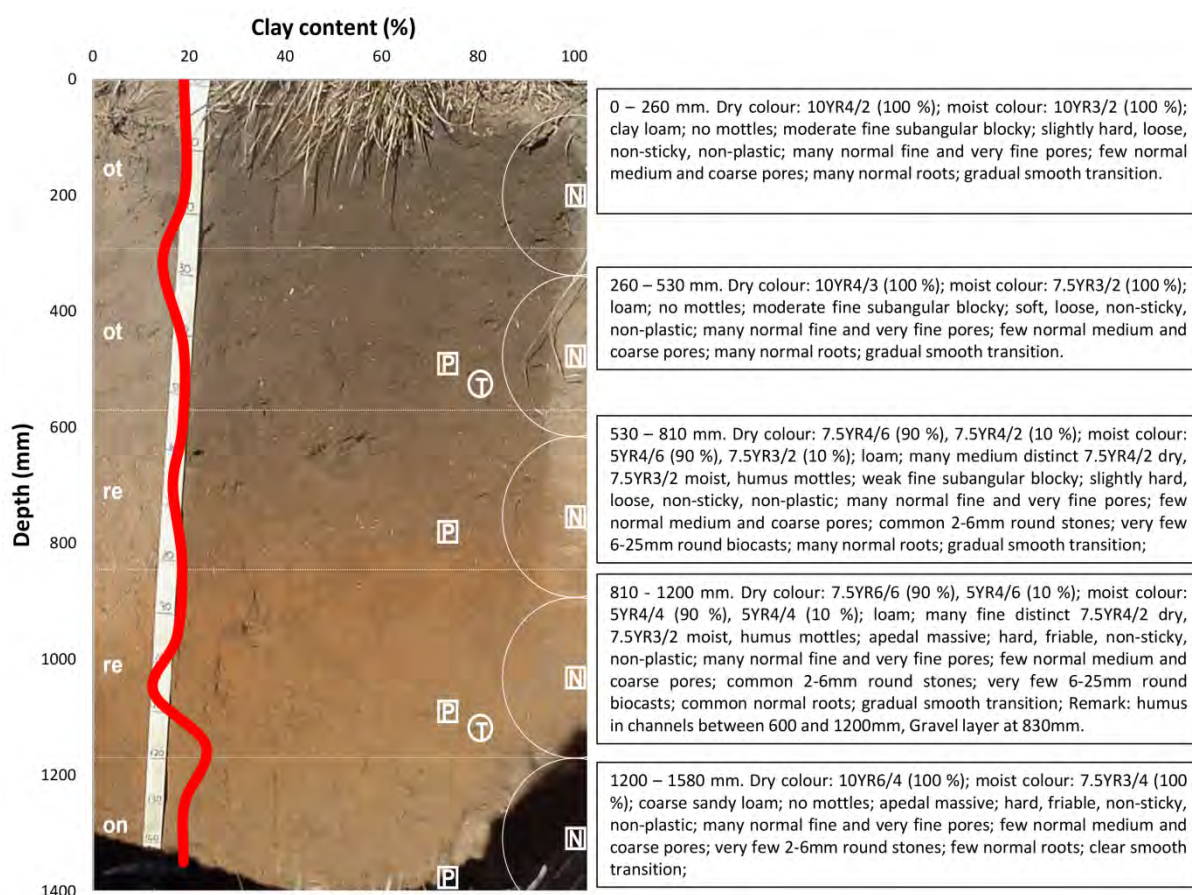 Clay content (%)
0 20 40 60 80 100
Depth (mm)
0
200
400
600
800
1000
1200
1400
ot
ot
re
re
on
N
N
P
T
N
P
N
P
T
N
P
30
0 – 260 mm. Dry colour: 10YR4/2 (100 %); moist colour: 10YR3/2 (100 %);
clay loam; no mottles; moderate fine subangular blocky; slightly hard, loose,
non-sticky, non-plastic; many normal fine and very fine pores; few normal
medium and coarse pores; many normal roots; gradual smooth transition.
260 – 530 mm. Dry colour: 10YR4/3 (100 %); moist colour: 7.5YR3/2 (100 %);
loam; no mottles; moderate fine subangular blocky; soft, loose, non-sticky,
non-plastic; many normal fine and very fine pores; few normal medium and
coarse pores; many normal roots; gradual smooth transition.
530 – 810 mm. Dry colour: 7.5YR4/6 (90 %), 7.5YR4/2 (10 %); moist colour:
5YR4/6 (90 %), 7.5YR3/2 (10 %); loam; many medium distinct 7.5YR4/2 dry,
7.5YR3/2 moist, humus mottles; weak fine subangular blocky; slightly hard,
loose, non-sticky, non-plastic; many normal fine and very fine pores; few
normal medium and coarse pores; common 2-6mm round stones; very few
6-25mm round biocasts; many normal roots; gradual smooth transition;
810 - 1200 mm. Dry colour: 7.5YR6/6 (90 %), 5YR4/6 (10 %); moist colour:
5YR4/4 (90 %), 5YR4/4 (10 %); loam; many fine distinct 7.5YR4/2 dry,
7.5YR3/2 moist, humus mottles; apedal massive; hard, friable, non-sticky,
non-plastic; many normal fine and very fine pores; few normal medium and
coarse pores; common 2-6mm round stones; very few 6-25mm round
biocasts; common normal roots; gradual smooth transition; Remark: humus
in channels between 600 and 1200mm, Gravel layer at 830mm.
1200 – 1580 mm. Dry colour: 10YR6/4 (100 %); moist colour: 7.5YR3/4 (100
%); coarse sandy loam; no mottles; apedal massive; hard, friable, non-sticky,
non-plastic; many normal fine and very fine pores; few normal medium and
coarse pores; very few 2-6mm round stones; few normal roots; clear smooth
transition;